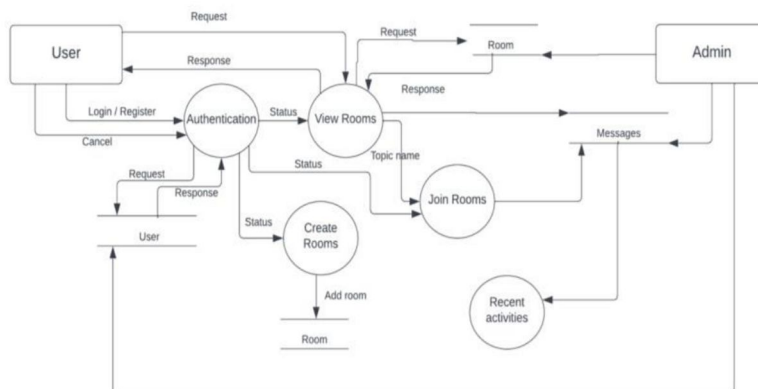 Request
User
Response
Request
Room
Admin
Response
Login / Register
Authentication
Status
View Rooms
Cancel
Messages
Topic name
Status
Request
Response
Join Rooms
User
Status
Create
Rooms
Add room
Recent
activities
Room